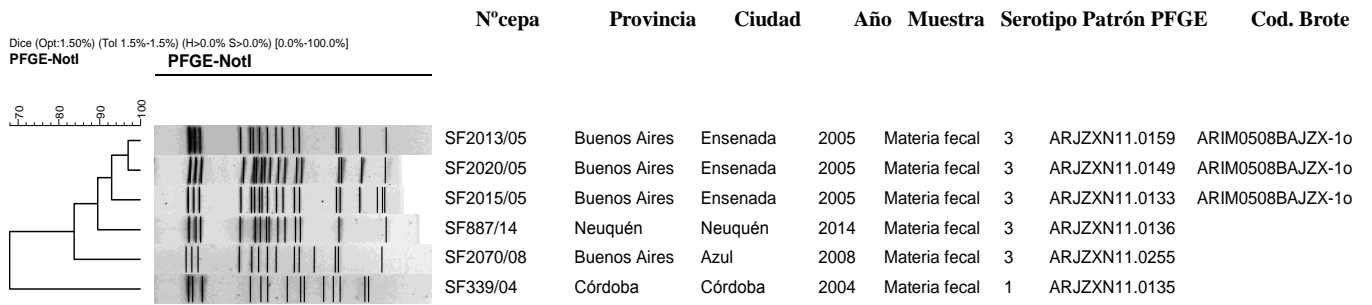 Nºcepa Provincia Ciudad Año Muestra Serotipo Patrón PFGE Cod. Brote
Dice (Opt:1.50%) (Tol 1.5%-1.5%) (H>0.0% S>0.0%) [0.0%-100.0%]
PFGE-NotI PFGE-NotI
70 80 90 100
SF2013/05 Buenos Aires Ensenada 2005 Materia fecal 3 ARJZXN11.0159 ARIM0508BAJZX-1o
SF2020/05 Buenos Aires Ensenada 2005 Materia fecal 3 ARJZXN11.0149 ARIM0508BAJZX-1o
SF2015/05 Buenos Aires Ensenada 2005 Materia fecal 3 ARJZXN11.0133 ARIM0508BAJZX-1o
SF887/14 Neuquén Neuquén 2014 Materia fecal 3 ARJZXN11.0136
SF2070/08 Buenos Aires Azul 2008 Materia fecal 3 ARJZXN11.0255
SF339/04 Córdoba Córdoba 2004 Materia fecal 1 ARJZXN11.0135